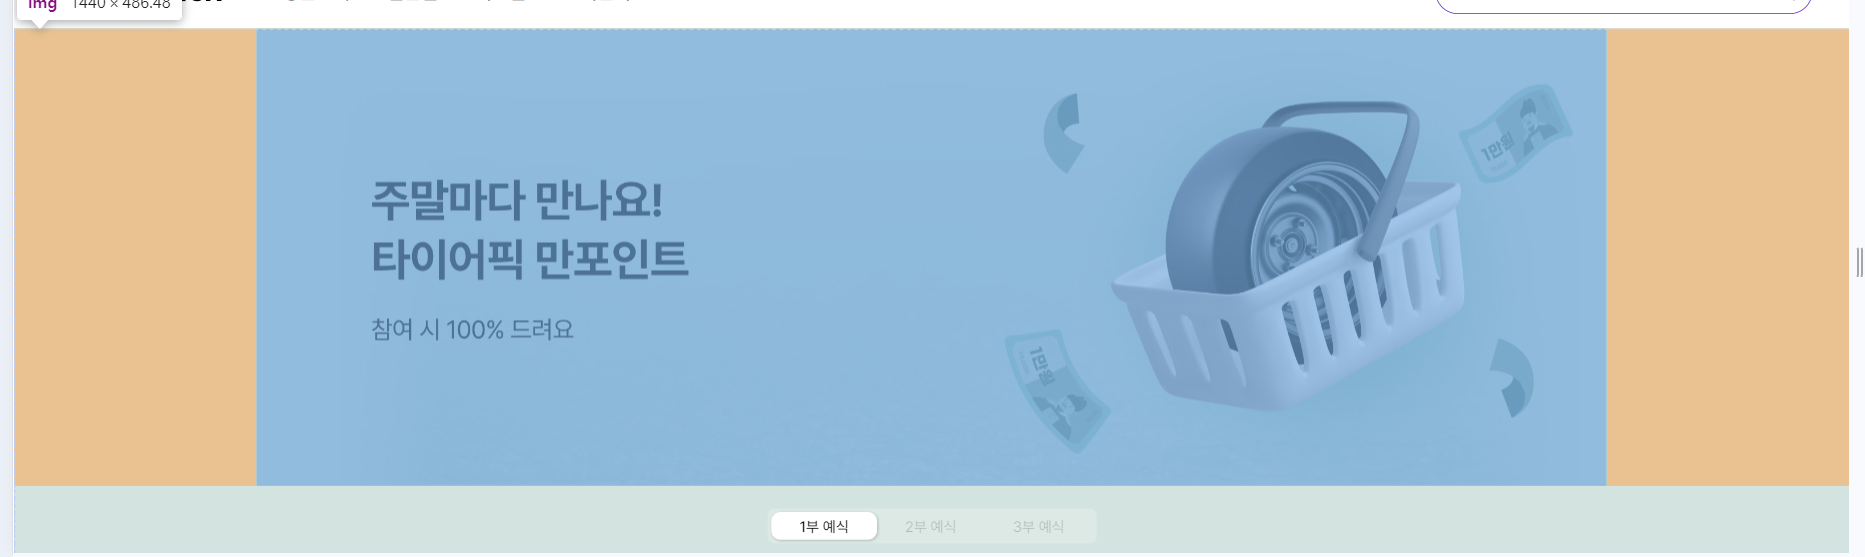 img 1440 × 486.48
주말마다 만나요!
타이어픽 만포인트
참여 시 100% 드려요
1만원
1만원
1부 예식 2부 예식 3부 예식